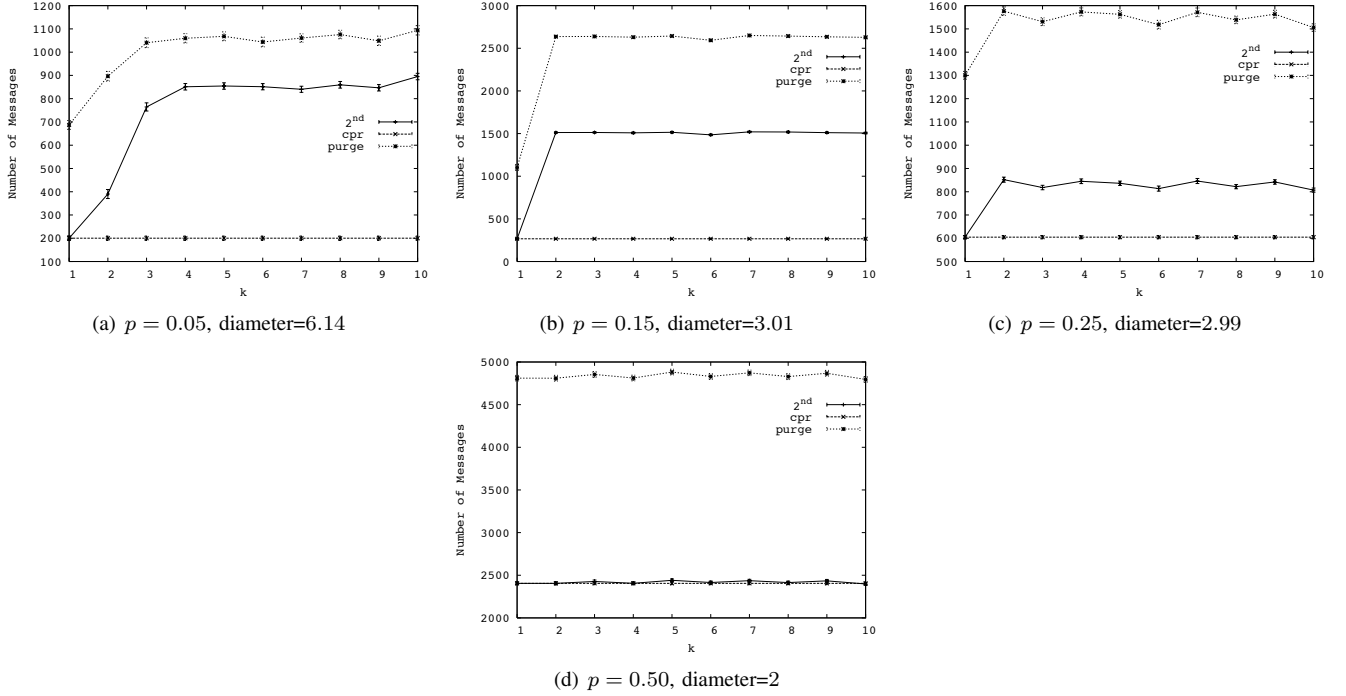 1200
1100
1000
900
800
700
600
500
400
300
200
100
1 2 3 4 5 6 7 8 9 10
Number of Messages
k
2nd
cpr
purge
(a) p = 0.05, diameter=6.14
3000
2500
2000
1500
1000
500
0
1 2 3 4 5 6 7 8 9 10
Number of Messages
k
2nd
cpr
purge
(b) p = 0.15, diameter=3.01
1600
1500
1400
1300
1200
1100
1000
900
800
700
600
500
1 2 3 4 5 6 7 8 9 10
Number of Messages
k
2nd
cpr
purge
(c) p = 0.25, diameter=2.99
5000
4500
4000
3500
3000
2500
2000
1 2 3 4 5 6 7 8 9 10
Number of Messages
k
2nd
cpr
purge
(d) p = 0.50, diameter=2